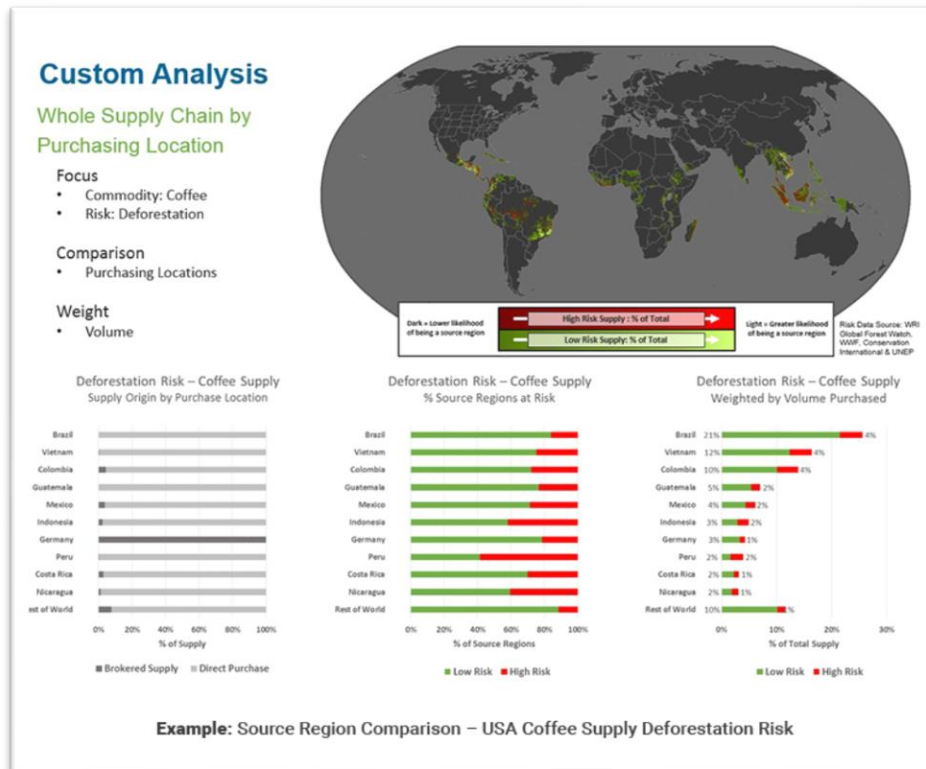 Custom Analysis
Whole Supply Chain by
Purchasing Location
Focus
• Commodity: Coffee
• Risk: Deforestation
Comparison
• Purchasing Locations
Weight
• Volume
Dark = Lower likelihood
of being a source region
High Risk Supply : % of Total
Low Risk Supply: % of Total
Light = Greater likelihood
of being a source region
Risk Data Source: WRI
Global Forest Watch,
WWF, Conservation
International & UNEP
Deforestation Risk – Coffee Supply
Supply Origin by Purchase Location
Brazil
Vietnam
Colombia
Guatemala
Mexico
Indonesia
Germany
Peru
Costa Rica
Nicaragua
est of World
0% 20% 40% 60% 80% 100%
% of Supply
Brokered Supply Direct Purchase
Deforestation Risk – Coffee Supply
% Source Regions at Risk
Brazil
Vietnam
Colombia
Guatemala
Mexico
Indonesia
Germany
Peru
Costa Rica
Nicaragua
Rest of World
0% 20% 40% 60% 80% 100%
% of Source Regions
Low Risk High Risk
Deforestation Risk – Coffee Supply
Weighted by Volume Purchased
Brazil 21% 4%
Vietnam 12% 4%
Colombia 10% 4%
Guatemala 5% 2%
Mexico 4% 2%
Indonesia 3% 2%
Germany 3% 1%
Peru 2% 2%
Costa Rica 2% 1%
Nicaragua 2% 1%
Rest of World 10% %
0% 10% 20% 30%
% of Total Supply
Low Risk High Risk
Example: Source Region Comparison – USA Coffee Supply Deforestation Risk